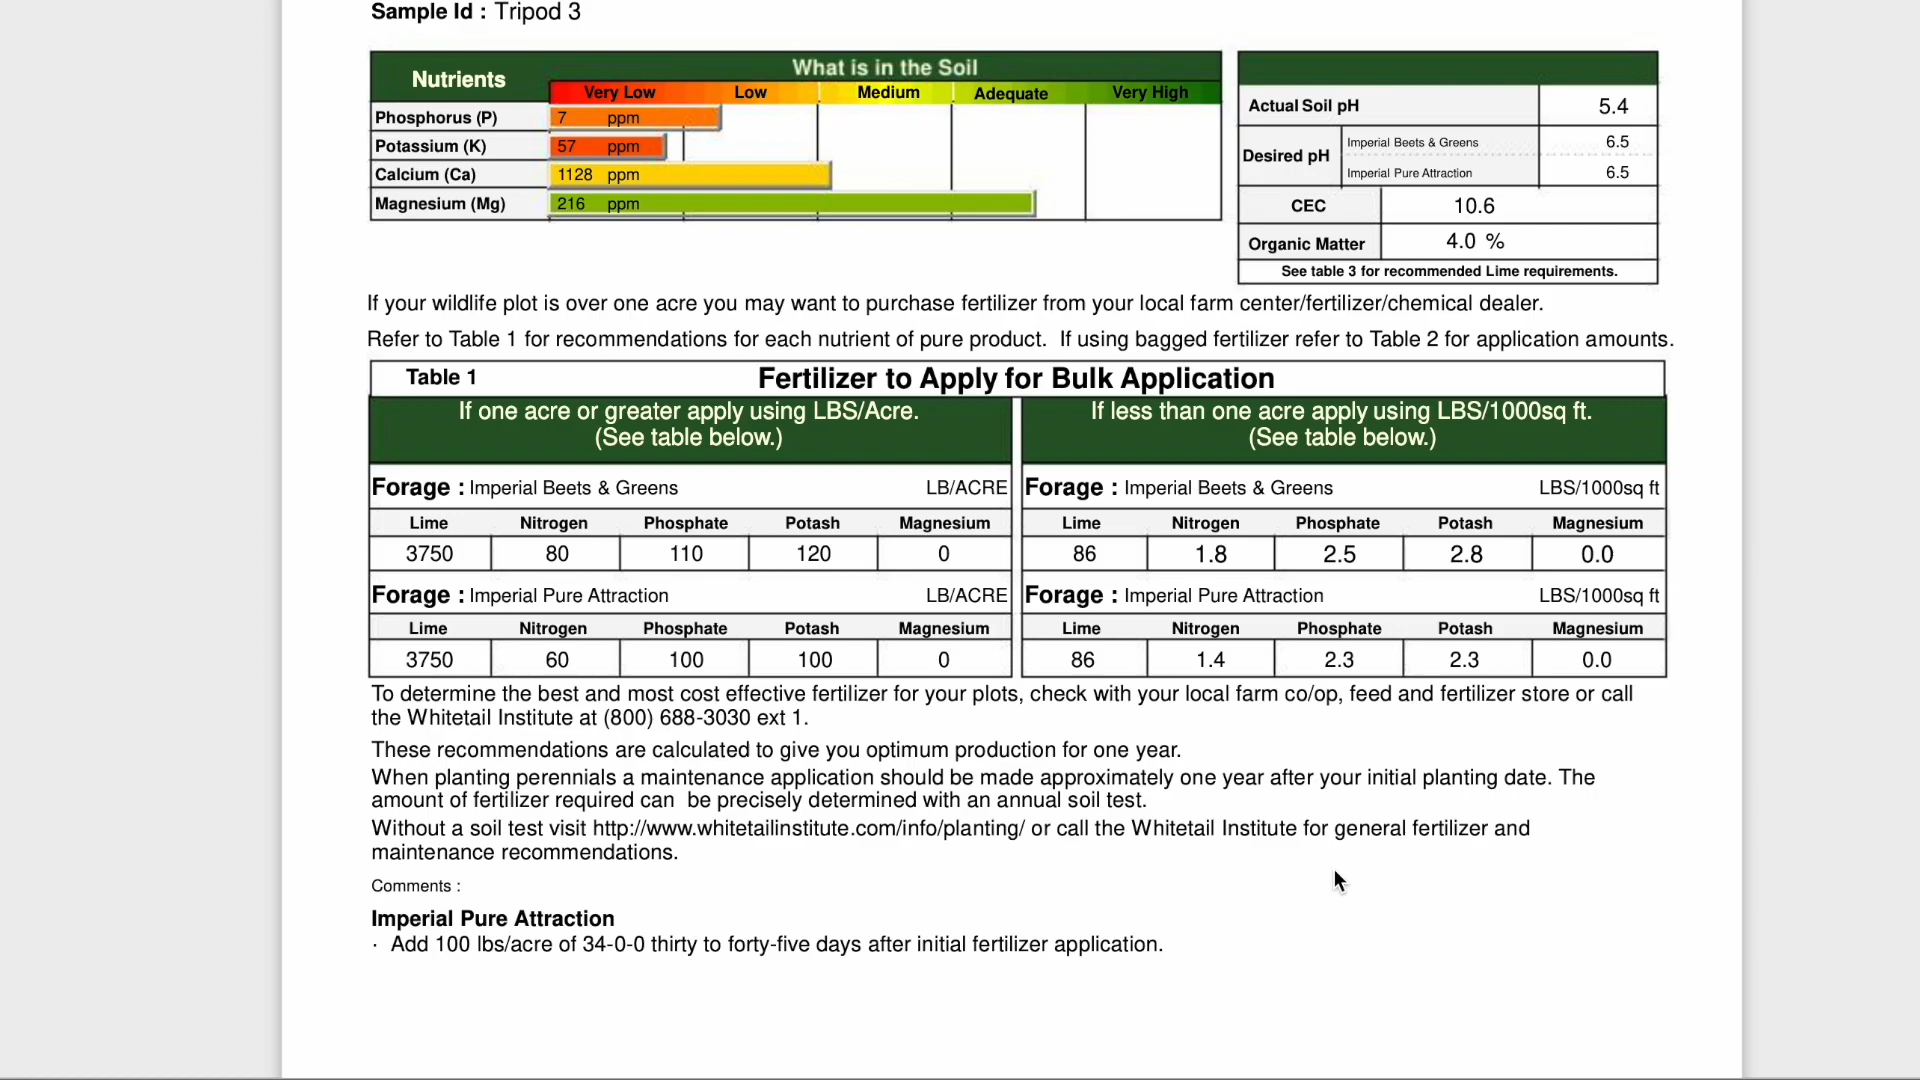 Sample Id : Tripod 3
Nutrients
What is in the Soil
Very Low Low Medium Adequate Very High
Phosphorus (P) 7 ppm
Potassium (K) 57 ppm
Calcium (Ca) 1128 ppm
Magnesium (Mg) 216 ppm
Actual Soil pH 5.4
Desired pH
Imperial Beets & Greens 6.5
Imperial Pure Attraction 6.5
CEC 10.6
Organic Matter 4.0 %
See table 3 for recommended Lime requirements.
If your wildlife plot is over one acre you may want to purchase fertilizer from your local farm center/fertilizer/chemical dealer.
Refer to Table 1 for recommendations for each nutrient of pure product. If using bagged fertilizer refer to Table 2 for application amounts.
Table 1 Fertilizer to Apply for Bulk Application
If one acre or greater apply using LBS/Acre.
(See table below.)
Forage : Imperial Beets & Greens LB/ACRE
Lime Nitrogen Phosphate Potash Magnesium
3750 80 110 120 0
Forage : Imperial Pure Attraction LB/ACRE
Lime Nitrogen Phosphate Potash Magnesium
3750 60 100 100 0
If less than one acre apply using LBS/1000sq ft.
(See table below.)
Forage : Imperial Beets & Greens LBS/1000sq ft
Lime Nitrogen Phosphate Potash Magnesium
86 1.8 2.5 2.8 0.0
Forage : Imperial Pure Attraction LBS/1000sq ft
Lime Nitrogen Phosphate Potash Magnesium
86 1.4 2.3 2.3 0.0
To determine the best and most cost effective fertilizer for your plots, check with your local farm co/op, feed and fertilizer store or call
the Whitetail Institute at (800) 688-3030 ext 1.
These recommendations are calculated to give you optimum production for one year.
When planting perennials a maintenance application should be made approximately one year after your initial planting date. The
amount of fertilizer required can be precisely determined with an annual soil test.
Without a soil test visit http://www.whitetailinstitute.com/info/planting/ or call the Whitetail Institute for general fertilizer and
maintenance recommendations.
Comments :
Imperial Pure Attraction
· Add 100 lbs/acre of 34-0-0 thirty to forty-five days after initial fertilizer application.